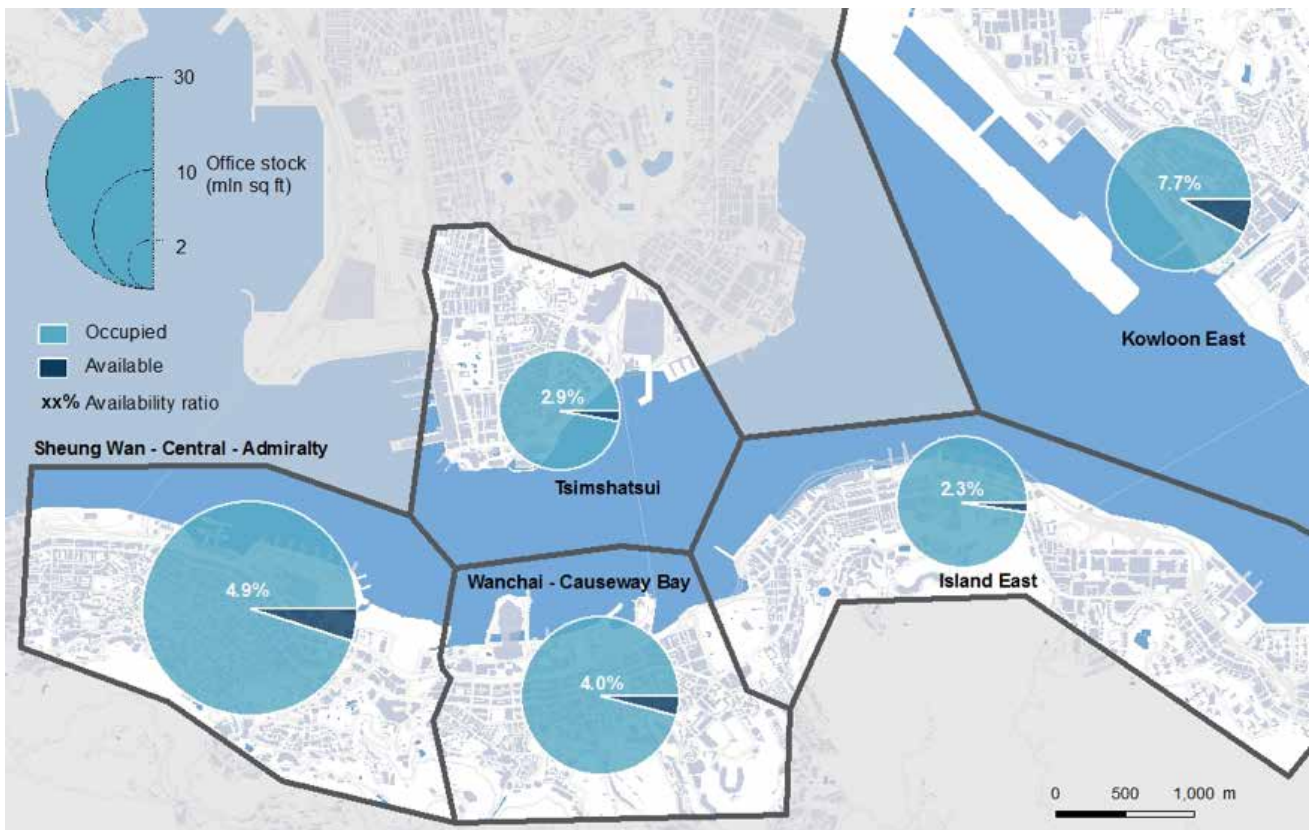 30
10 Office stock
(mln sq ft)
2
Occupied
Available
xx% Availability ratio
7.7%
Kowloon East
2.9%
Tsimshatsui
Sheung Wan - Central - Admiralty
4.9%
Wanchai - Causeway Bay
4.0%
2.3%
Island East
0 500 1,000 m